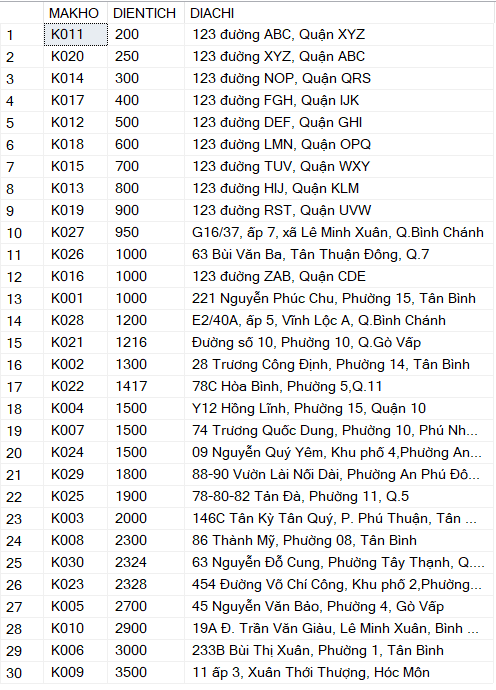 MAKHO DIENTICH DIACHI
1 K011 200 123 đường ABC, Quận XYZ
2 K020 250 123 đường XYZ, Quận ABC
3 K014 300 123 đường NOP, Quận QRS
4 K017 400 123 đường FGH, Quận IJK
5 K012 500 123 đường DEF, Quận GHI
6 K018 600 123 đường LMN, Quận OPQ
7 K015 700 123 đường TUV, Quận WXY
8 K013 800 123 đường HIJ, Quận KLM
9 K019 900 123 đường RST, Quận UVW
10 K027 950 G16/37, ấp 7, xã Lê Minh Xuân, Q.Bình Chánh
11 K026 1000 63 Bùi Văn Ba, Tân Thuận Đông, Q.7
12 K016 1000 123 đường ZAB, Quận CDE
13 K001 1000 221 Nguyễn Phúc Chu, Phường 15, Tân Bình
14 K028 1200 E2/40A, ấp 5, Vĩnh Lộc A, Q.Bình Chánh
15 K021 1216 Đường số 10, Phường 10, Q.Gò Vấp
16 K002 1300 28 Trương Công Định, Phường 14, Tân Bình
17 K022 1417 78C Hòa Bình, Phường 5,Q.11
18 K004 1500 Y12 Hồng Lĩnh, Phường 15, Quận 10
19 K007 1500 74 Trương Quốc Dung, Phường 10, Phú Nh...
20 K024 1500 09 Nguyễn Quý Yêm, Khu phố 4,Phường An...
21 K029 1800 88-90 Vườn Lài Nối Dài, Phường An Phú Đô...
22 K025 1900 78-80-82 Tản Đà, Phường 11, Q.5
23 K003 2000 146C Tân Kỳ Tân Quý, P. Phú Thuận, Tân ...
24 K008 2300 86 Thành Mỹ, Phường 08, Tân Bình
25 K030 2324 63 Nguyễn Đỗ Cung, Phường Tây Thạnh, Q....
26 K023 2328 454 Đường Võ Chí Công, Khu phố 2,Phường...
27 K005 2700 45 Nguyễn Văn Bảo, Phường 4, Gò Vấp
28 K010 2900 19A Đ. Trần Văn Giàu, Lê Minh Xuân, Bình ...
29 K006 3000 233B Bùi Thị Xuân, Phường 1, Tân Bình
30 K009 3500 11 ấp 3, Xuân Thới Thượng, Hóc Môn